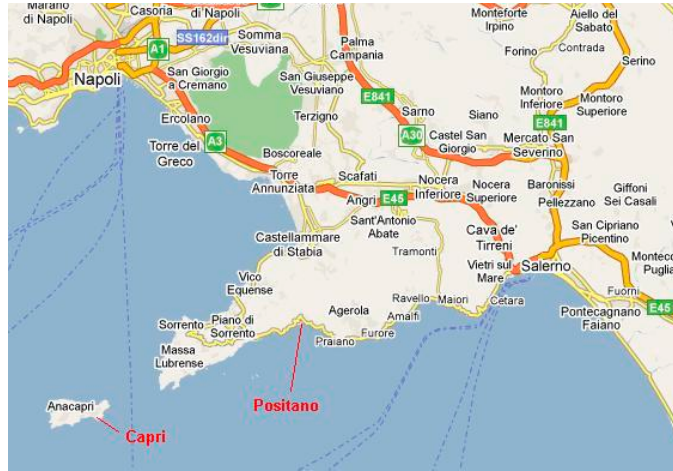 Marano
di Napoli
Casoria
di Napoli
A1
SS162dir
Somma
Vesuviana
Palma
Campania
Monteforte
Irpino
Aiello del
Sabato
Forino
Contrada
Serino
Napoli
San Giorgio
a Cremano
San Giuseppe
Vesuviano
E841
Sarno
Siano
Montoro
Inferiore
Montoro
Superiore
Ercolano
Terzigno
E841
Torre del
Greco
A3
A30
Castel San
Giorgio
Mercato San
Severino
Boscoreale
Torre
Annunziata
Scafati
Angri
E45
Nocera
Inferiore
Nocera
Superiore
Baronissi
Pellezzano
Giffoni
Sei Casali
Sant'Antonio
Abate
Cava de'
Tirreni
San Cipriano
Picentino
Castellammare
di Stabia
Tramonti
Vietri sul
Mare
Salerno
Montec
Puglia
Vico
Equense
Ravello
Maiori
Cetara
Fuorni
E45
Agerola
Amalfi
Pontecagnano
Faiano
Sorrento
Piano di
Sorrento
Furore
Praiano
Massa
Lubrense
Positano
Anacapri
Capri